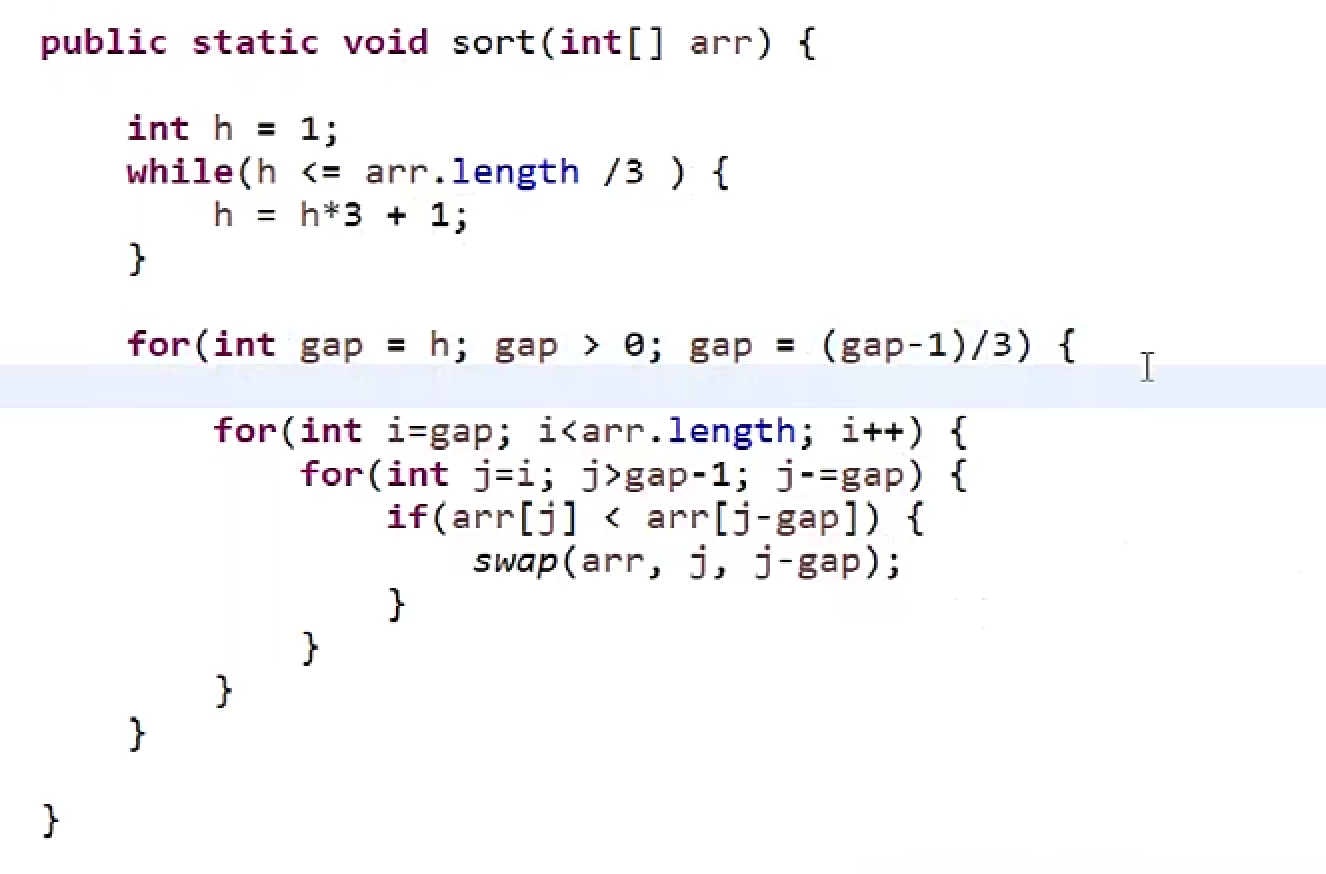 public static void sort(int[] arr) {
int h = 1;
while(h <= arr.length /3 ) {
h = h*3 + 1;
}
for(int gap = h; gap > 0; gap = (gap-1)/3) {
for(int i=gap; i<arr.length; i++) {
for(int j=i; j>gap-1; j-=gap) {
if(arr[j] < arr[j-gap]) {
swap(arr, j, j-gap);
}
}
}
}
}